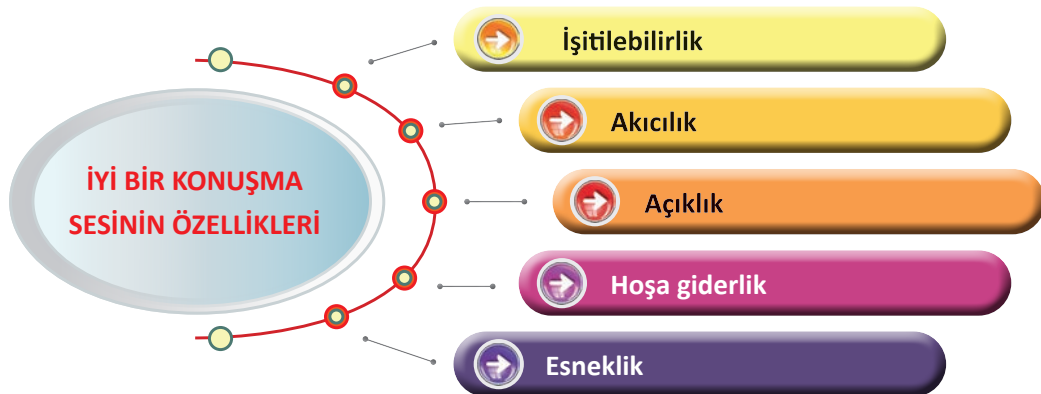 İYİ BİR KONUŞMA
SESİNİN ÖZELLİKLERİ
İşitilebilirlik
Akıcılık
Açıklık
Hoşa giderlik
Esneklik